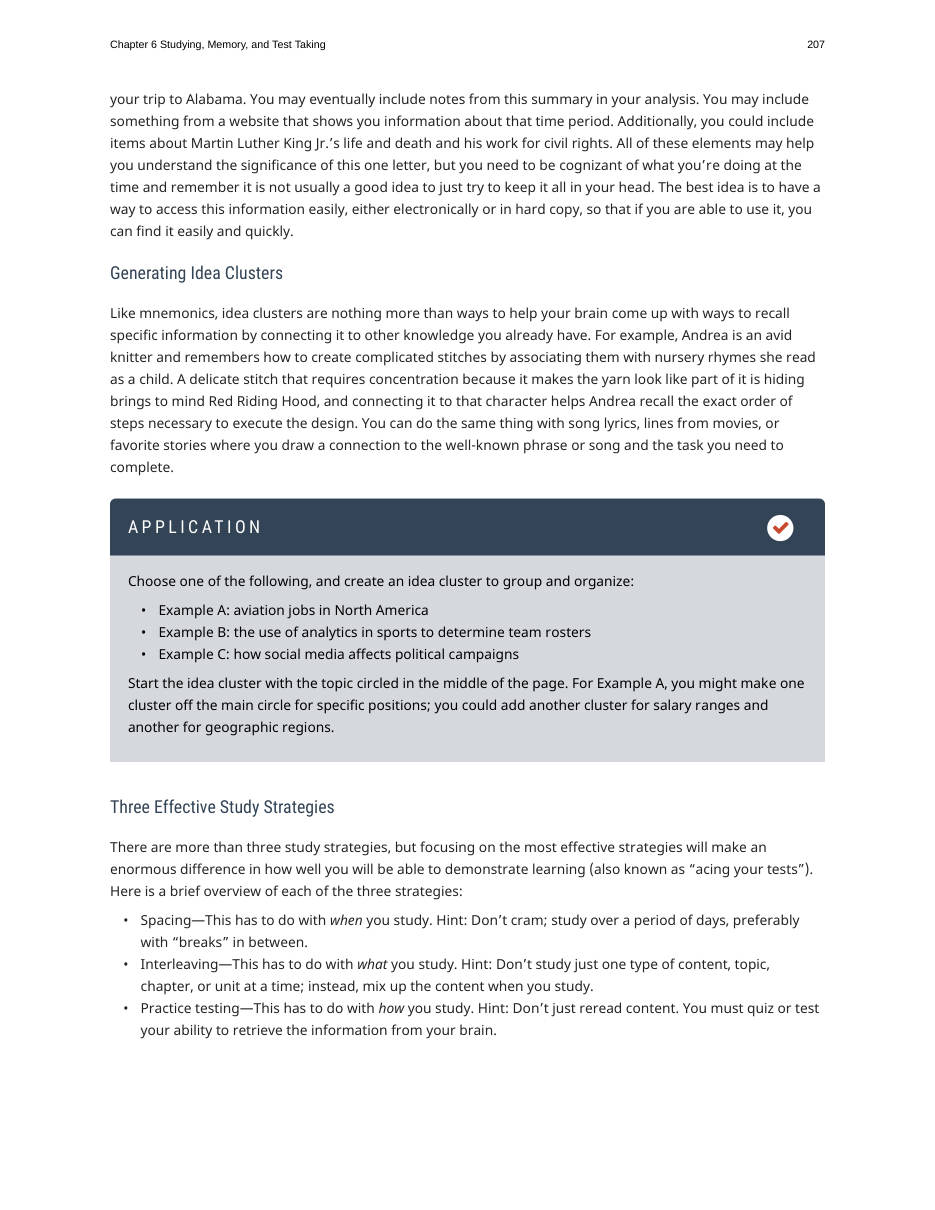 Chapter 6 Studying, Memory, and Test Taking 207
your trip to Alabama. You may eventually include notes from this summary in your analysis. You may include
something from a website that shows you information about that time period. Additionally, you could include
items about Martin Luther King Jr.’s life and death and his work for civil rights. All of these elements may help
you understand the significance of this one letter, but you need to be cognizant of what you’re doing at the
time and remember it is not usually a good idea to just try to keep it all in your head. The best idea is to have a
way to access this information easily, either electronically or in hard copy, so that if you are able to use it, you
can find it easily and quickly.
Generating Idea Clusters
Like mnemonics, idea clusters are nothing more than ways to help your brain come up with ways to recall
specific information by connecting it to other knowledge you already have. For example, Andrea is an avid
knitter and remembers how to create complicated stitches by associating them with nursery rhymes she read
as a child. A delicate stitch that requires concentration because it makes the yarn look like part of it is hiding
brings to mind Red Riding Hood, and connecting it to that character helps Andrea recall the exact order of
steps necessary to execute the design. You can do the same thing with song lyrics, lines from movies, or
favorite stories where you draw a connection to the well-known phrase or song and the task you need to
complete.
APPLICATION
Choose one of the following, and create an idea cluster to group and organize:
• Example A: aviation jobs in North America
• Example B: the use of analytics in sports to determine team rosters
• Example C: how social media affects political campaigns
Start the idea cluster with the topic circled in the middle of the page. For Example A, you might make one
cluster off the main circle for specific positions; you could add another cluster for salary ranges and
another for geographic regions.
Three Effective Study Strategies
There are more than three study strategies, but focusing on the most effective strategies will make an
enormous difference in how well you will be able to demonstrate learning (also known as “acing your tests”).
Here is a brief overview of each of the three strategies:
• Spacing—This has to do with when you study. Hint: Don’t cram; study over a period of days, preferably
with “breaks” in between.
• Interleaving—This has to do with what you study. Hint: Don’t study just one type of content, topic,
chapter, or unit at a time; instead, mix up the content when you study.
• Practice testing—This has to do with how you study. Hint: Don’t just reread content. You must quiz or test
your ability to retrieve the information from your brain.